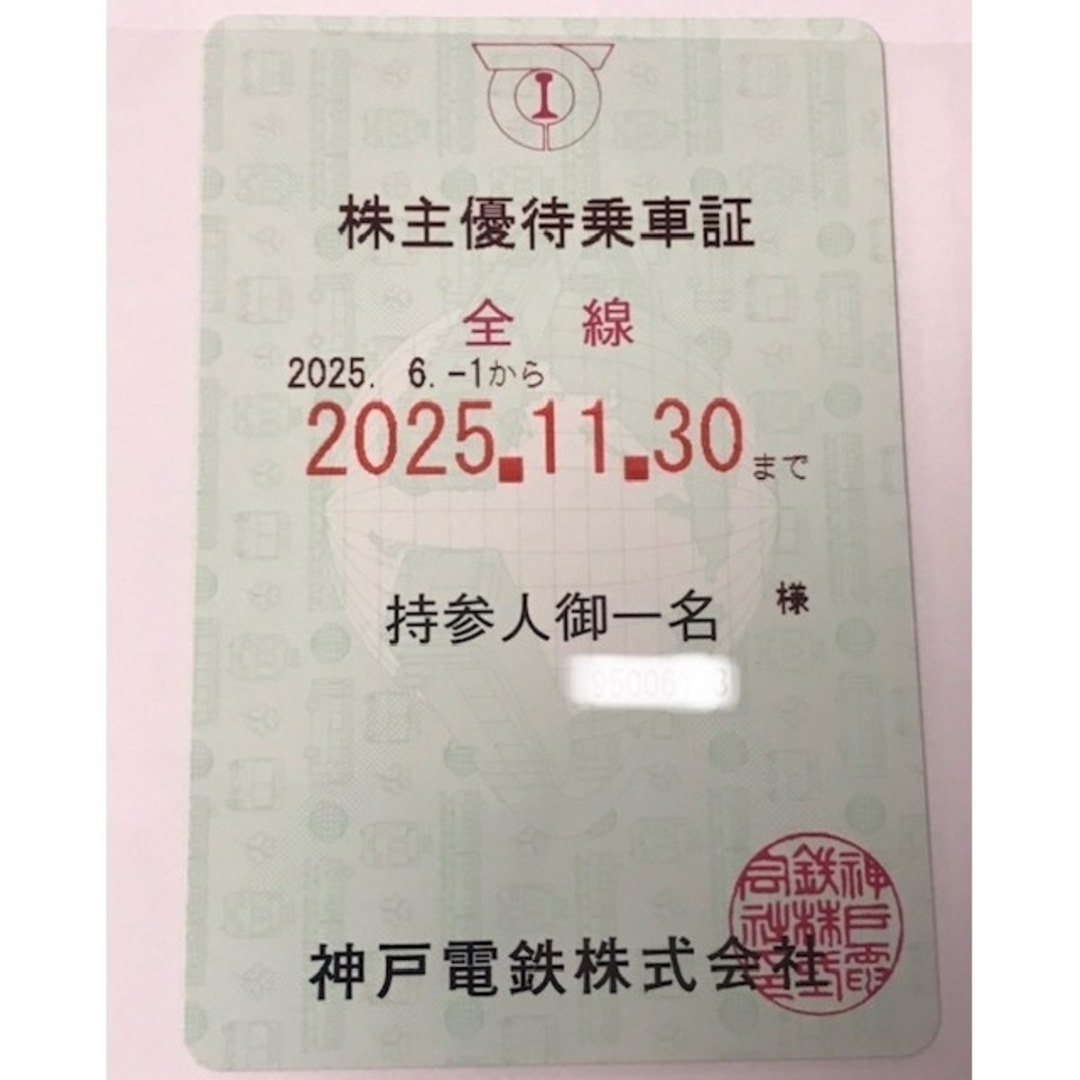 株主優待乗車証
全線
2025. 6.-1から
2025.11.30まで
持参人御一名 様
神戸電鉄株式会社